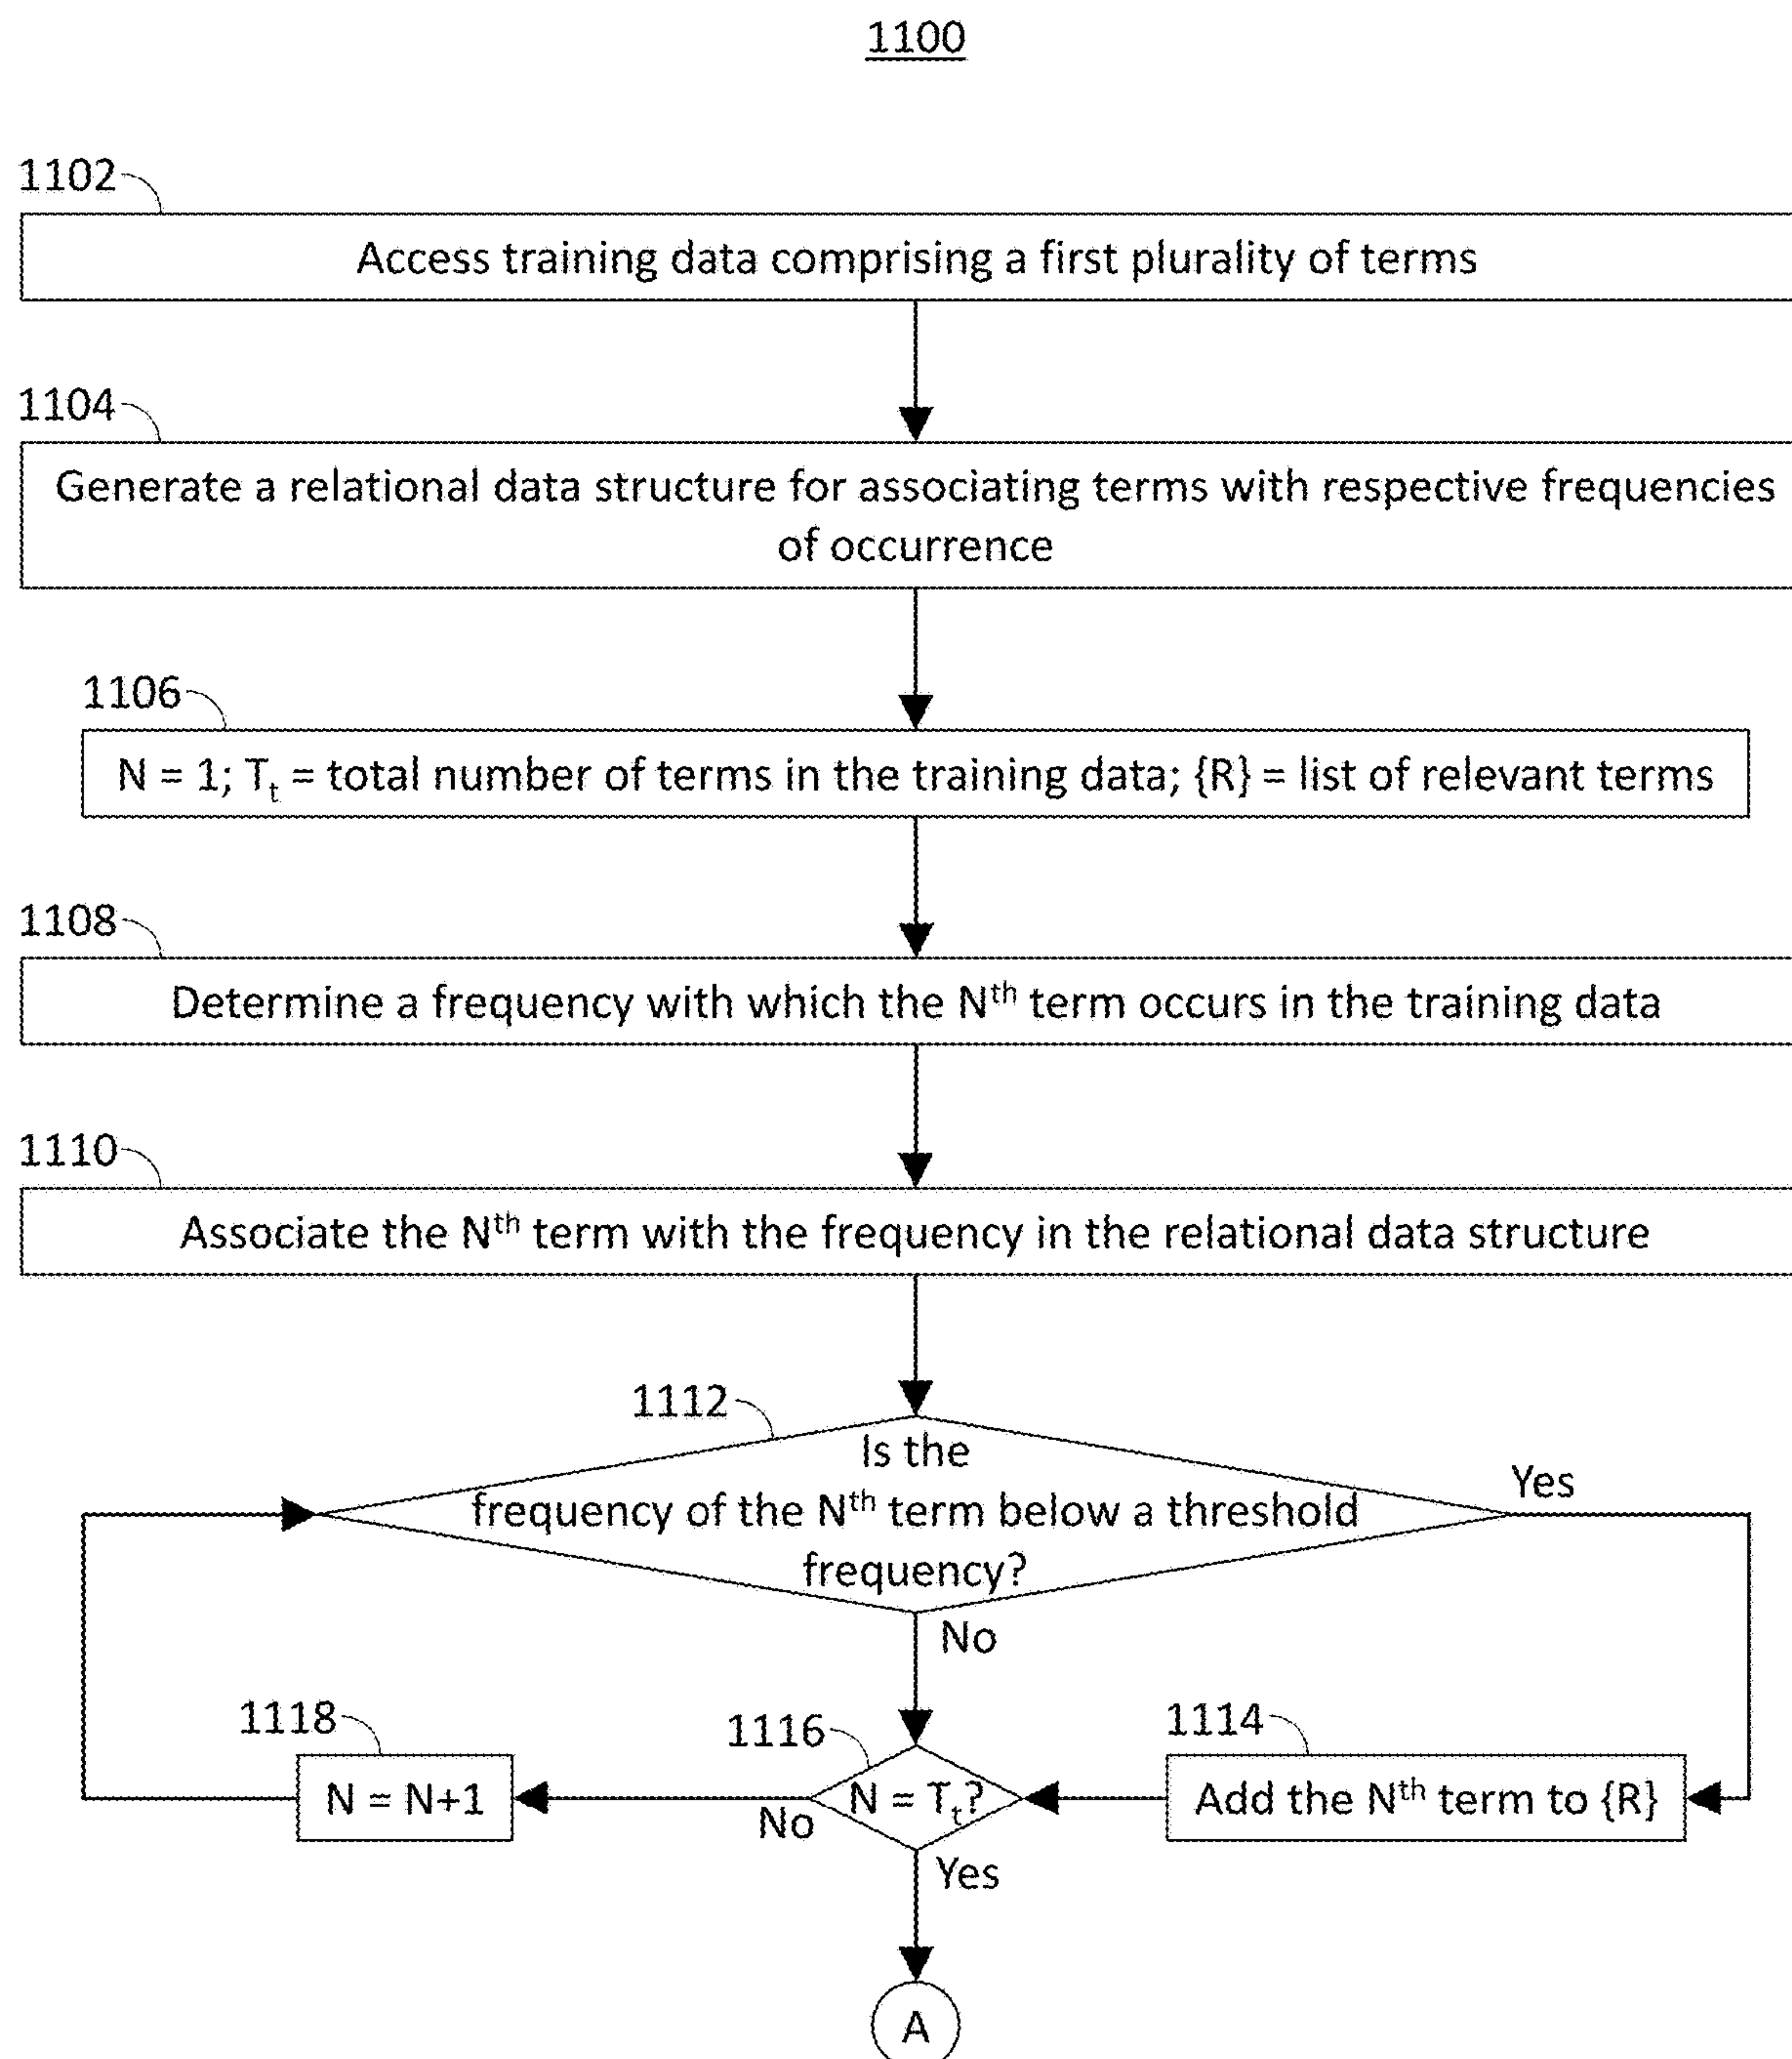 1100
1102
Access training data comprising a first plurality of terms
1104
Generate a relational data structure for associating terms with respective frequencies
of occurrence
1106
N = 1; Tt = total number of terms in the training data; {R} = list of relevant terms
1108
Determine a frequency with which the Nth term occurs in the training data
1110
Associate the Nth term with the frequency in the relational data structure
1112
Is the
Yes
frequency of the Nth term below a threshold
frequency?
No
1118
1116
1114
N = N+1
No
N = Tt?
Add the Nth term to {R}
Yes
A